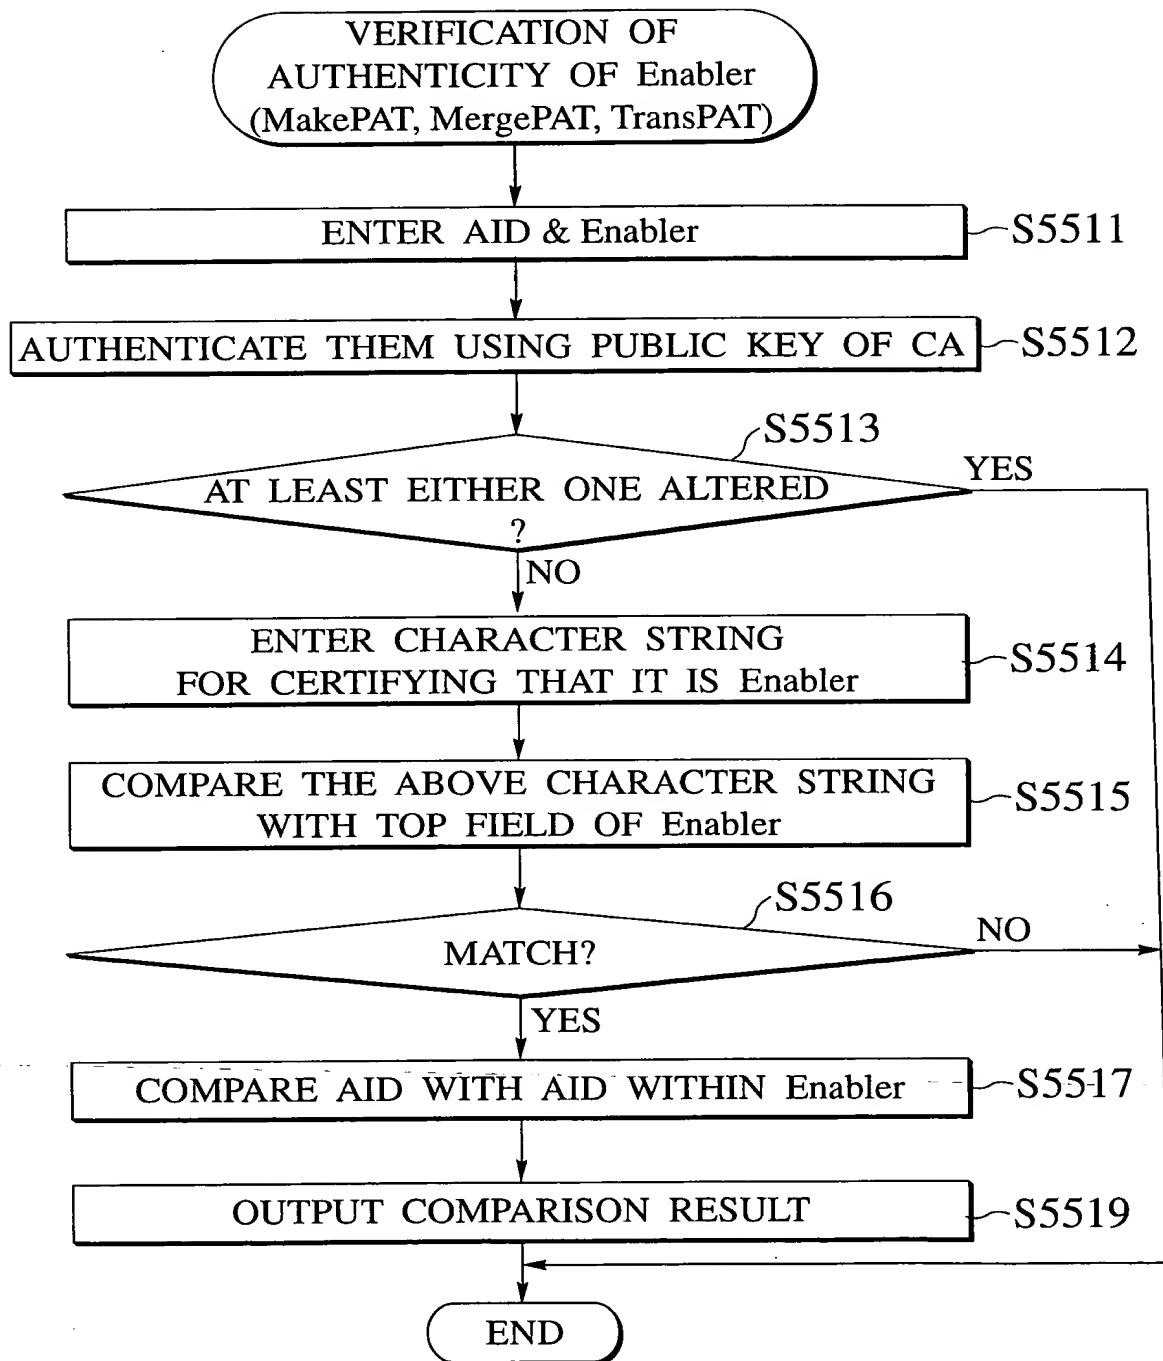 VERIFICATION OF
AUTHENTICITY OF Enabler
(MakePAT, MergePAT, TransPAT)
ENTER AID & Enabler
S5511
AUTHENTICATE THEM USING PUBLIC KEY OF CA
S5512
S5513
AT LEAST EITHER ONE ALTERED
?
YES
NO
ENTER CHARACTER STRING
FOR CERTIFYING THAT IT IS Enabler
S5514
COMPARE THE ABOVE CHARACTER STRING
WITH TOP FIELD OF Enabler
S5515
S5516
MATCH?
NO
YES
COMPARE AID WITH AID WITHIN Enabler
S5517
OUTPUT COMPARISON RESULT
S5519
END